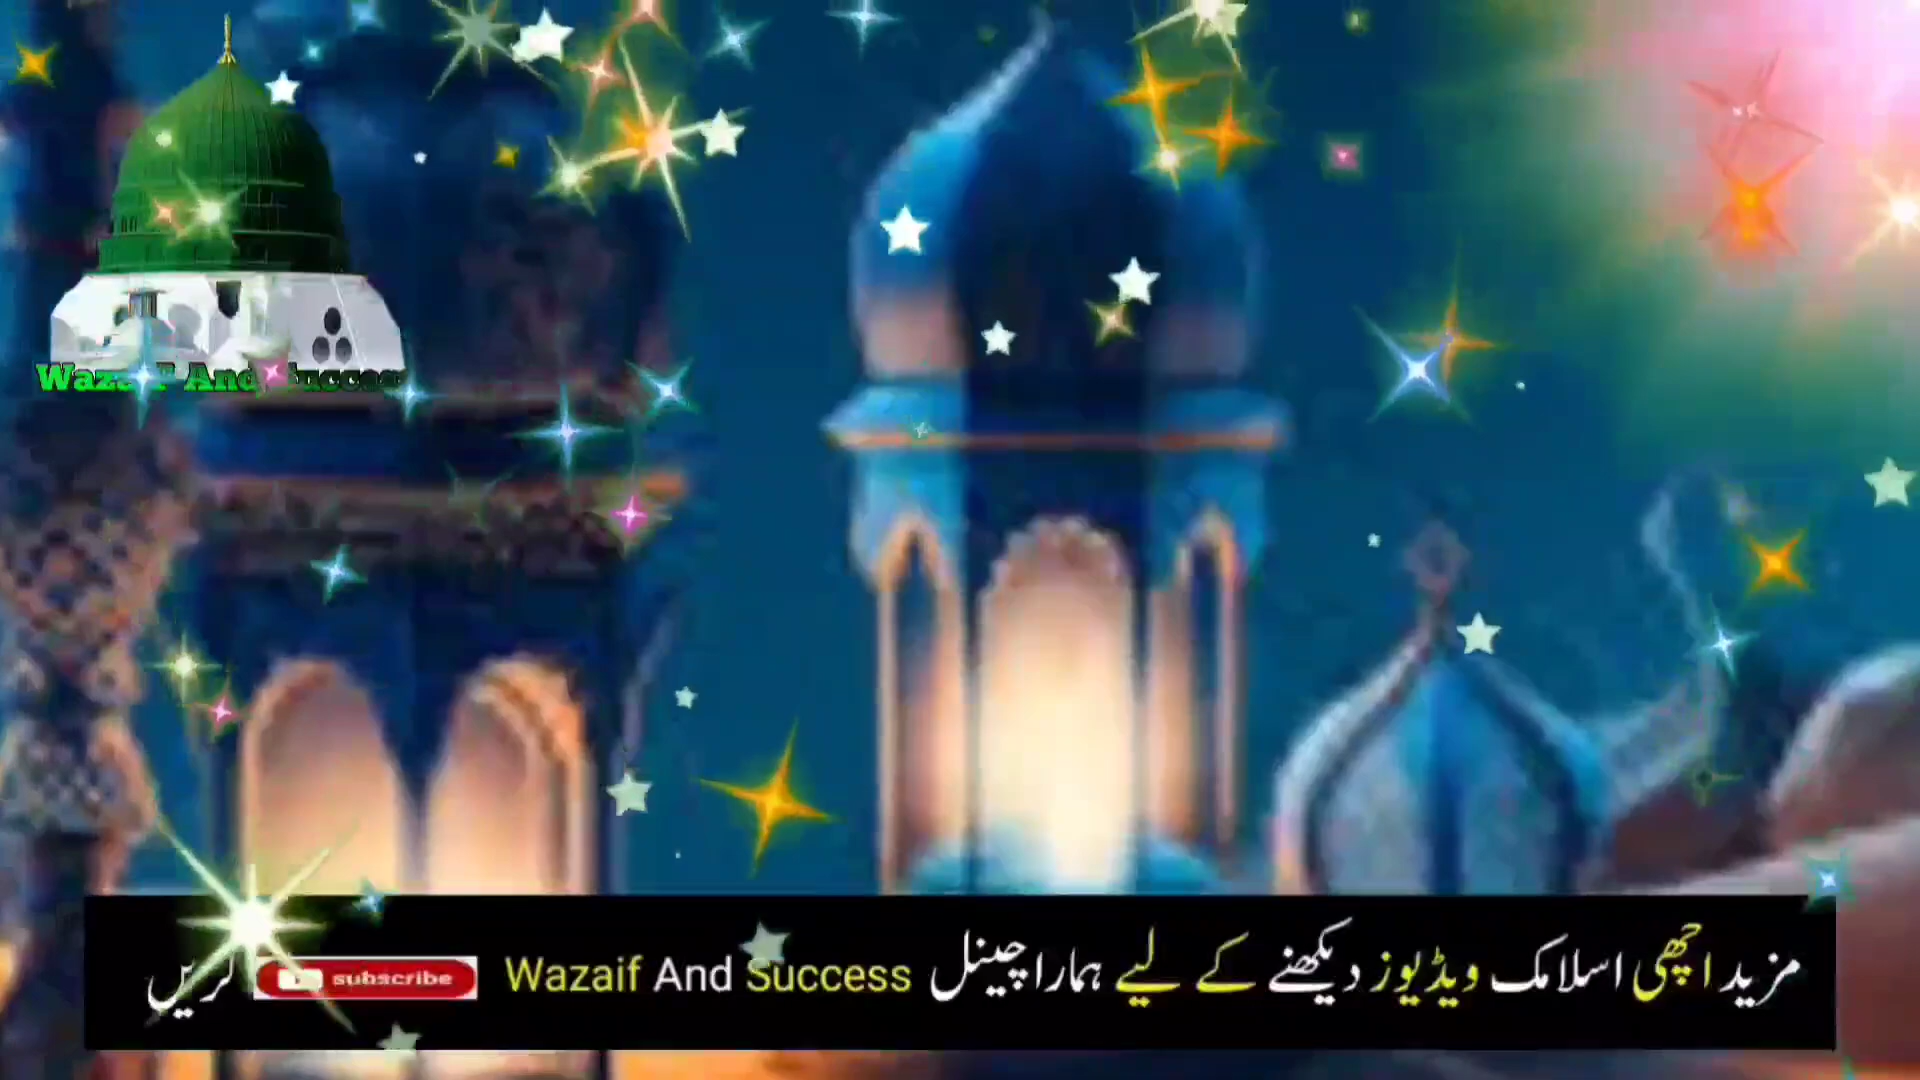 Wazaif And Success
مزید اچھی اسلامک ویڈیوز دیکھنے کے لیے ہمارا چینل Wazaif And Success subscribe کریں